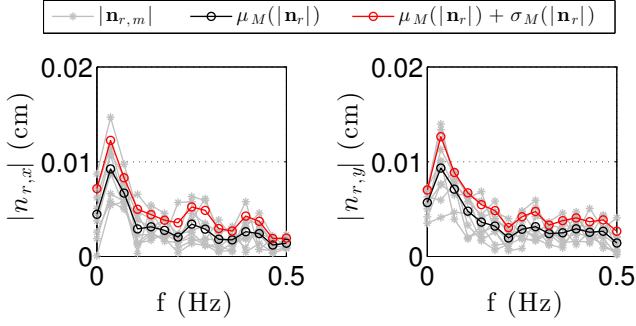 |n_{r,m}| μ_M(|n_r|) μ_M(|n_r|) + σ_M(|n_r|)
0.02 0.02
0.01 0.01
0 0
|n_{r,x}| (cm) |n_{r,y}| (cm)
0 0.5 0 0.5
f (Hz) f (Hz)